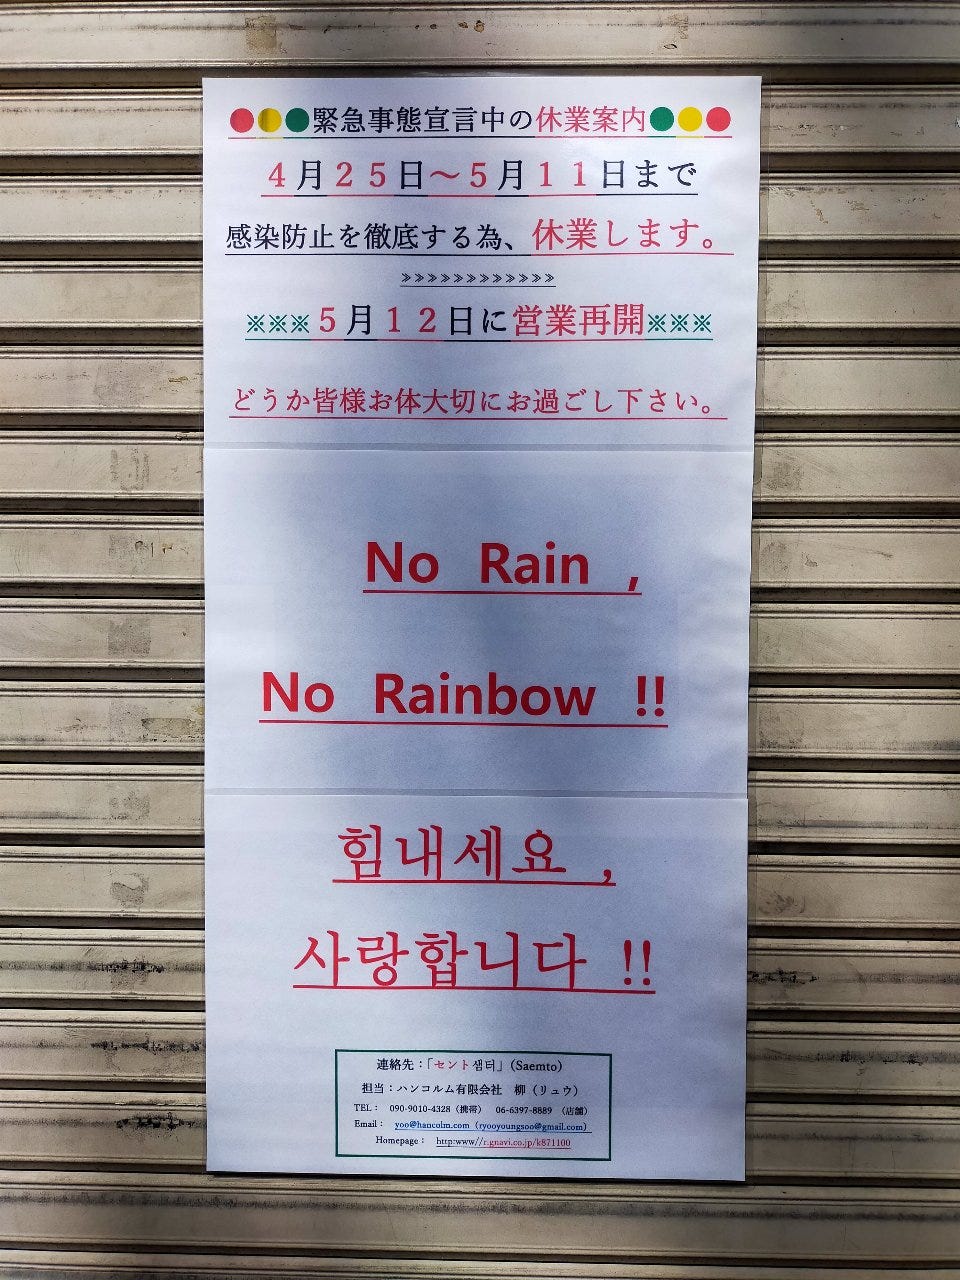 ●●●緊急事態宣言中の休業案内●●●
4月25日～5月11日まで
感染防止を徹底する為、休業します。
>>>>>>>>>>>>
※※※5月12日に営業再開※※※
どうか皆様お体大切にお過ごし下さい。
No Rain ,
No Rainbow !!
힘내세요 ,
사랑합니다 !!
連絡先：「セント샘터」（Saemto）
担当：ハンコルム有限会社　柳（リュウ）
TEL： 090-9010-4328（携帯） 06-6397-8889 （店舗）
Email： yoo@hancolm.com（ryooyoungsoo@gmail.com）
Homepage： http:www//r.gnavi.co.jp/k871100